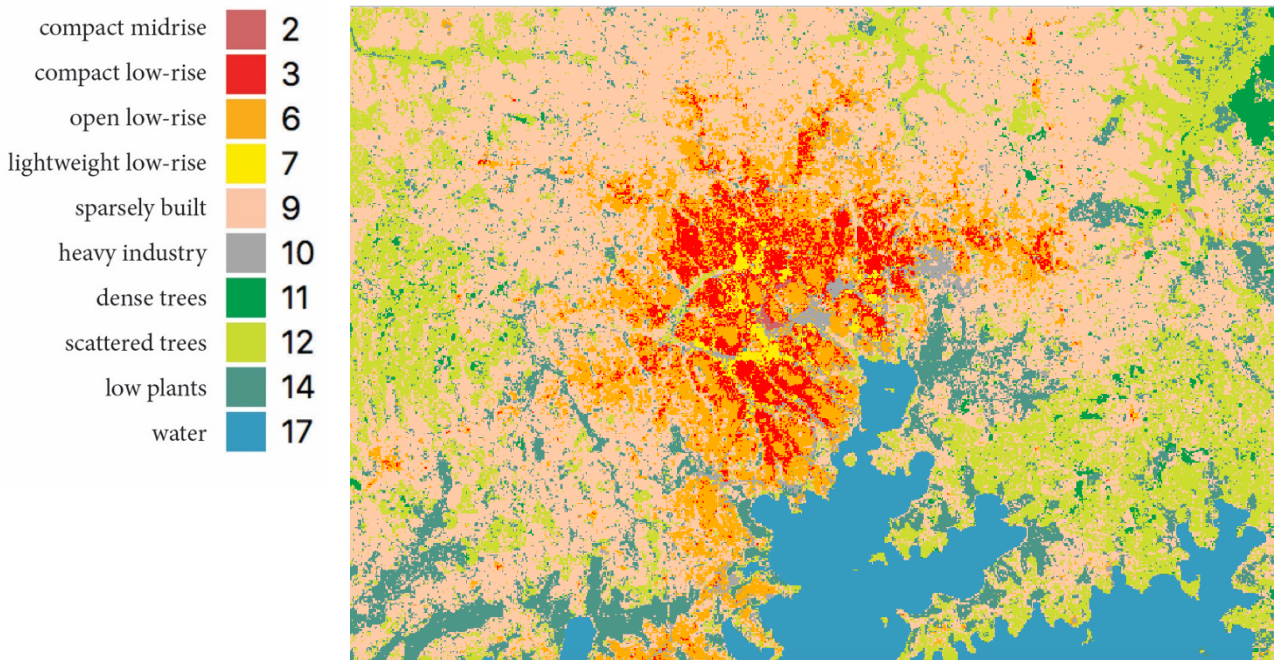 compact midrise 2
compact low-rise 3
open low-rise 6
lightweight low-rise 7
sparsely built 9
heavy industry 10
dense trees 11
scattered trees 12
low plants 14
water 17